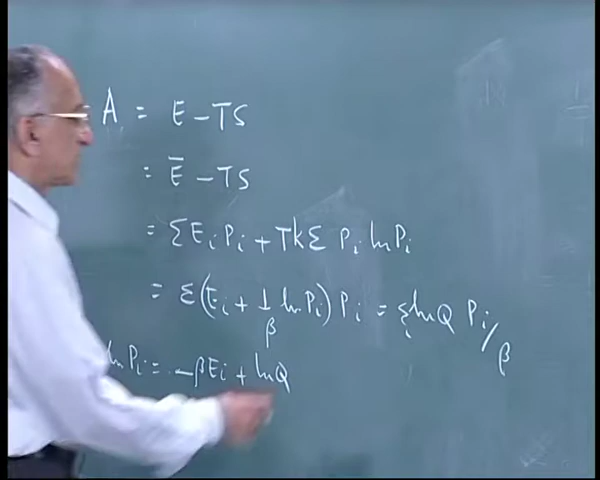 A = E - TS
= Ē - TS
= Σ Ei Pi + Tk Σ Pi ln Pi
= Σ (Ei + 1/β ln Pi) Pi = Σi ln Q Pi/β
ln Pi = -βEi + ln Q